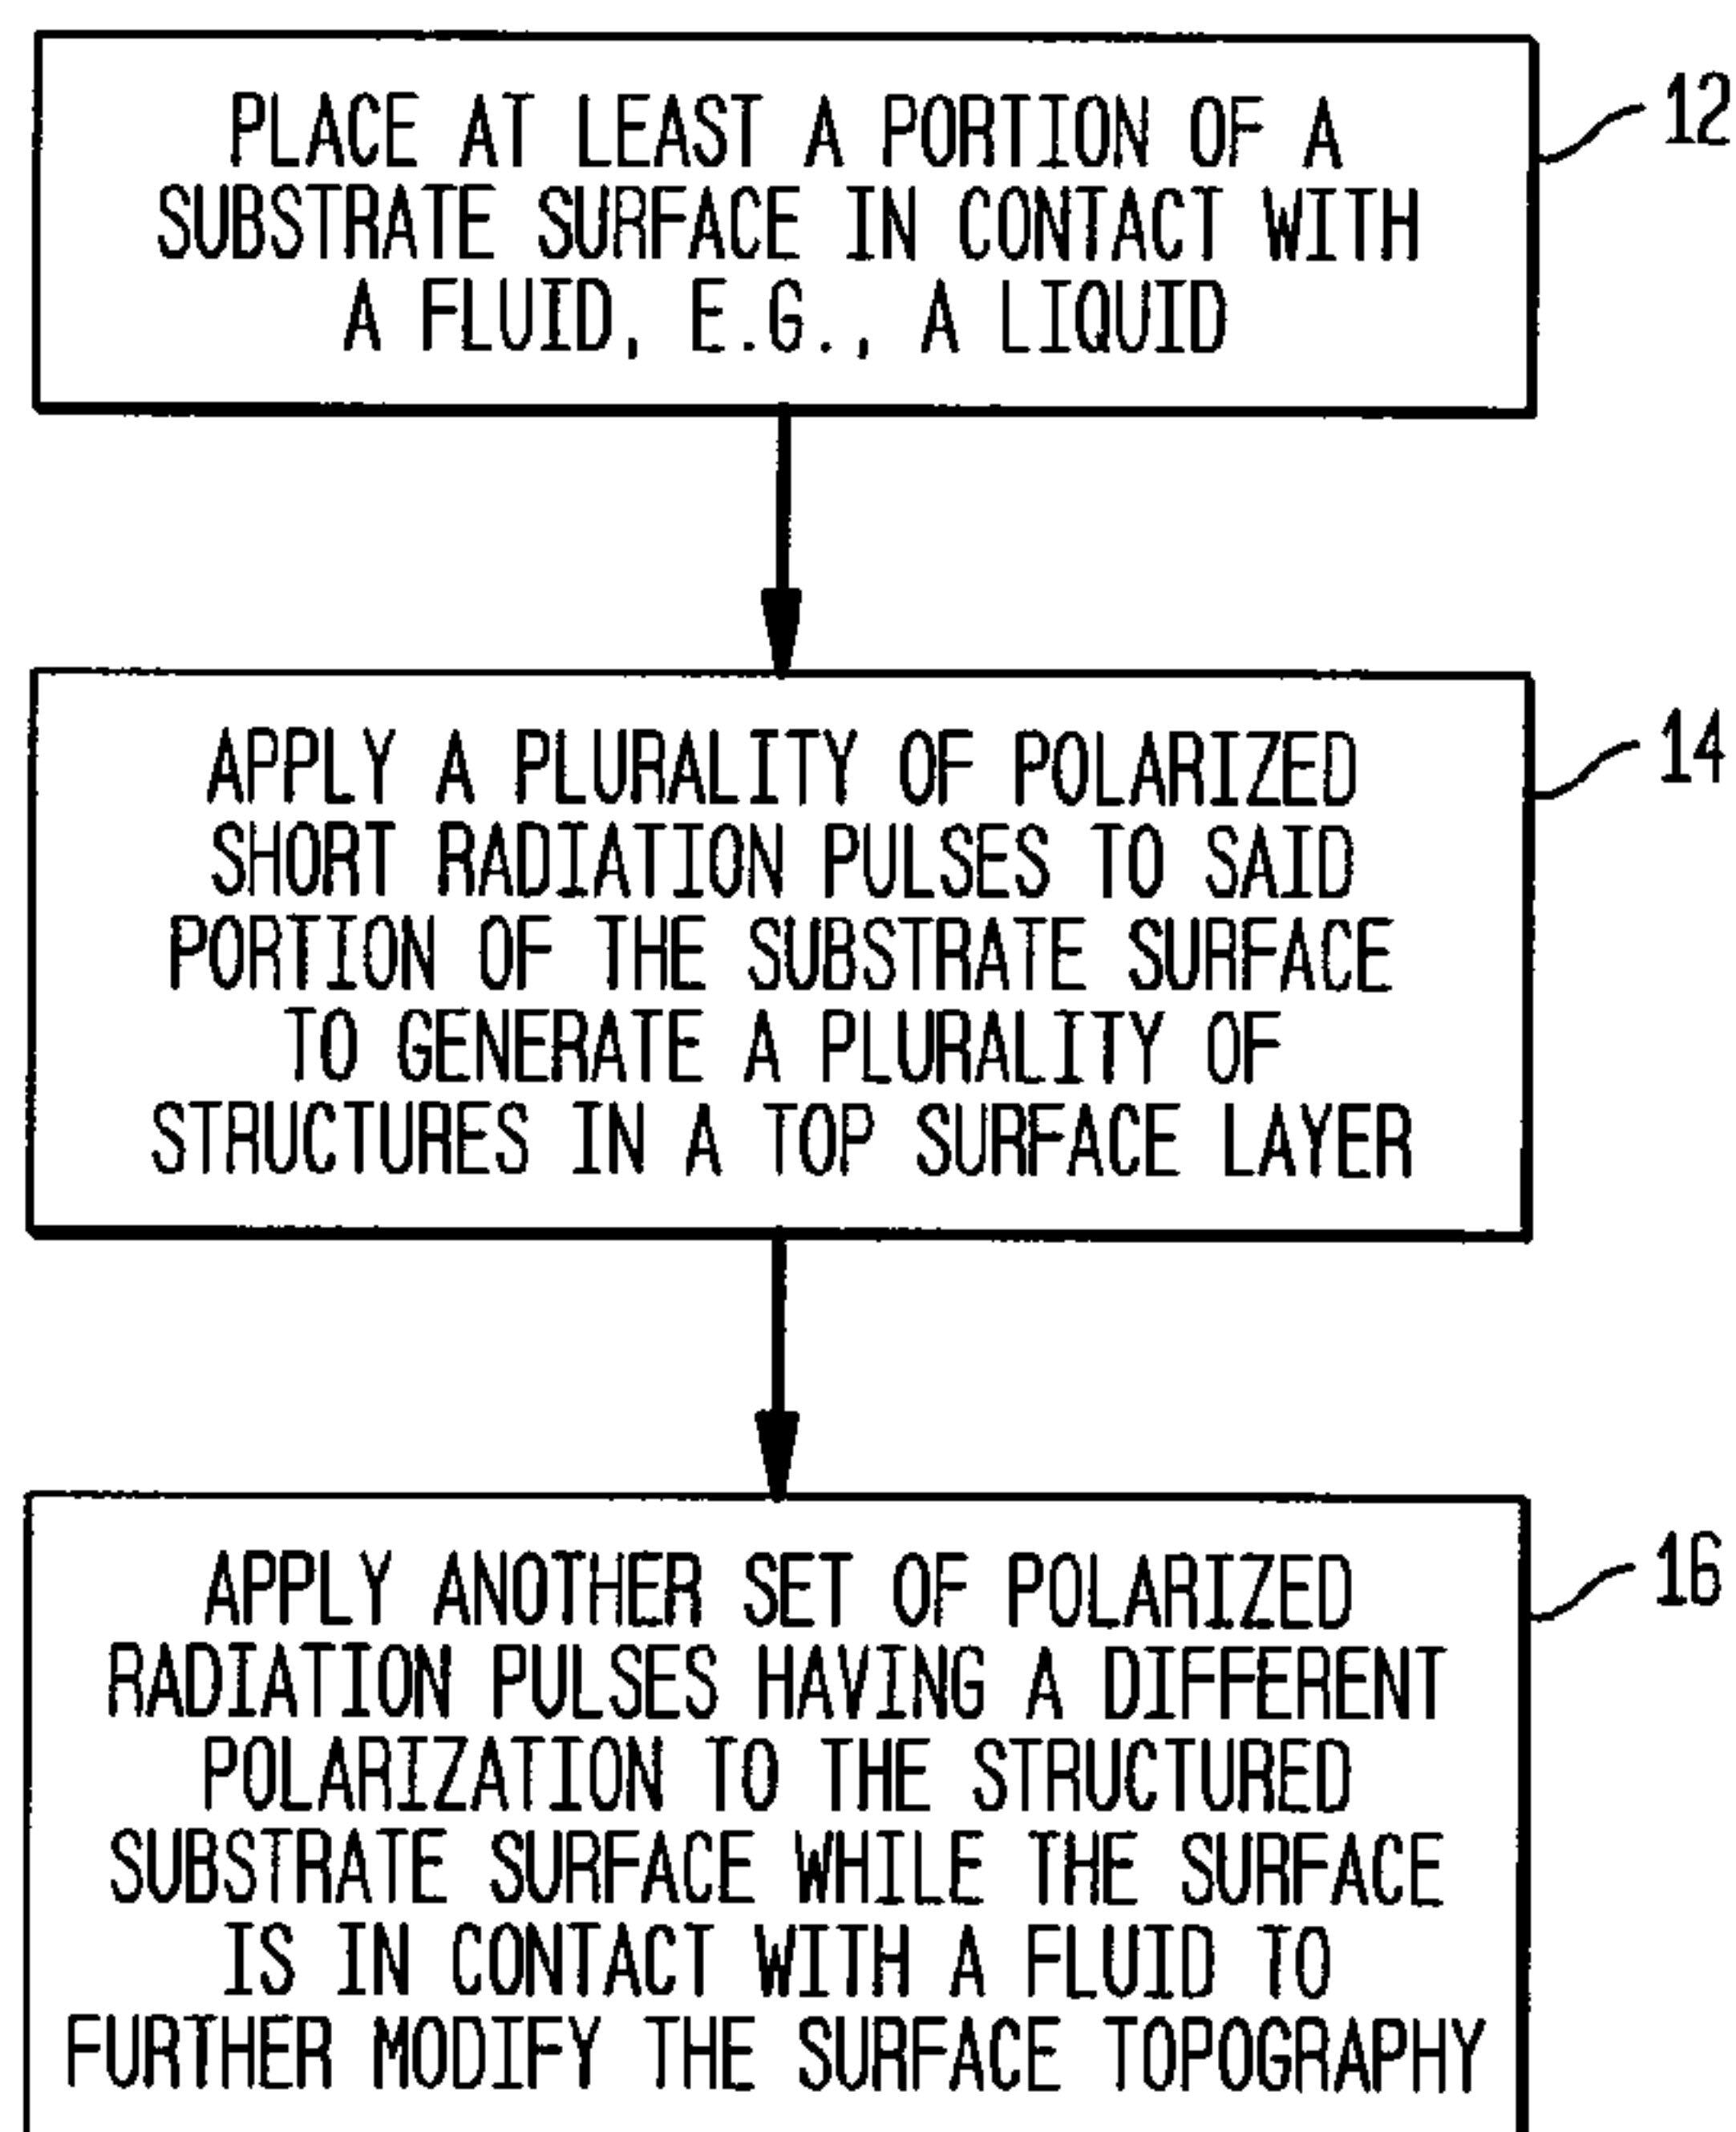 PLACE AT LEAST A PORTION OF A
SUBSTRATE SURFACE IN CONTACT WITH
A FLUID, E.G., A LIQUID
12
APPLY A PLURALITY OF POLARIZED
SHORT RADIATION PULSES TO SAID
PORTION OF THE SUBSTRATE SURFACE
TO GENERATE A PLURALITY OF
STRUCTURES IN A TOP SURFACE LAYER
14
APPLY ANOTHER SET OF POLARIZED
RADIATION PULSES HAVING A DIFFERENT
POLARIZATION TO THE STRUCTURED
SUBSTRATE SURFACE WHILE THE SURFACE
IS IN CONTACT WITH A FLUID TO
FURTHER MODIFY THE SURFACE TOPOGRAPHY
16